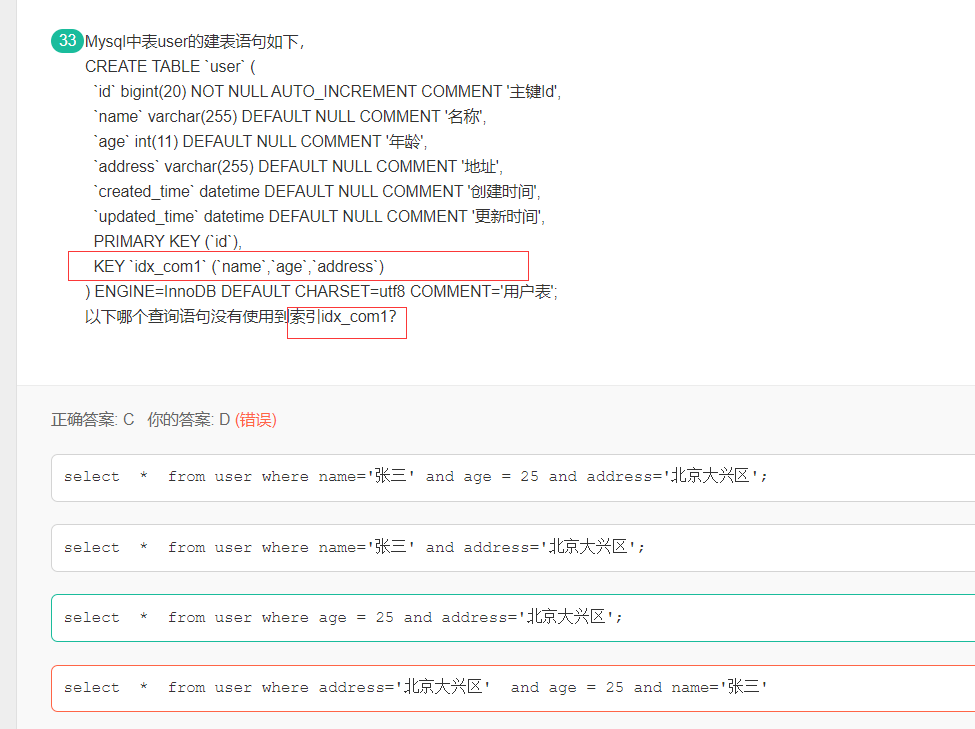 33 Mysql中表user的建表语句如下，
CREATE TABLE `user` (
`id` bigint(20) NOT NULL AUTO_INCREMENT COMMENT '主键Id',
`name` varchar(255) DEFAULT NULL COMMENT '名称',
`age` int(11) DEFAULT NULL COMMENT '年龄',
`address` varchar(255) DEFAULT NULL COMMENT '地址',
`created_time` datetime DEFAULT NULL COMMENT '创建时间',
`updated_time` datetime DEFAULT NULL COMMENT '更新时间',
PRIMARY KEY (`id`),
KEY `idx_com1` (`name`,`age`,`address`)
) ENGINE=InnoDB DEFAULT CHARSET=utf8 COMMENT='用户表';
以下哪个查询语句没有使用到索引idx_com1?
正确答案: C 你的答案: D (错误)
select * from user where name='张三' and age = 25 and address='北京大兴区';
select * from user where name='张三' and address='北京大兴区';
select * from user where age = 25 and address='北京大兴区';
select * from user where address='北京大兴区' and age = 25 and name='张三'